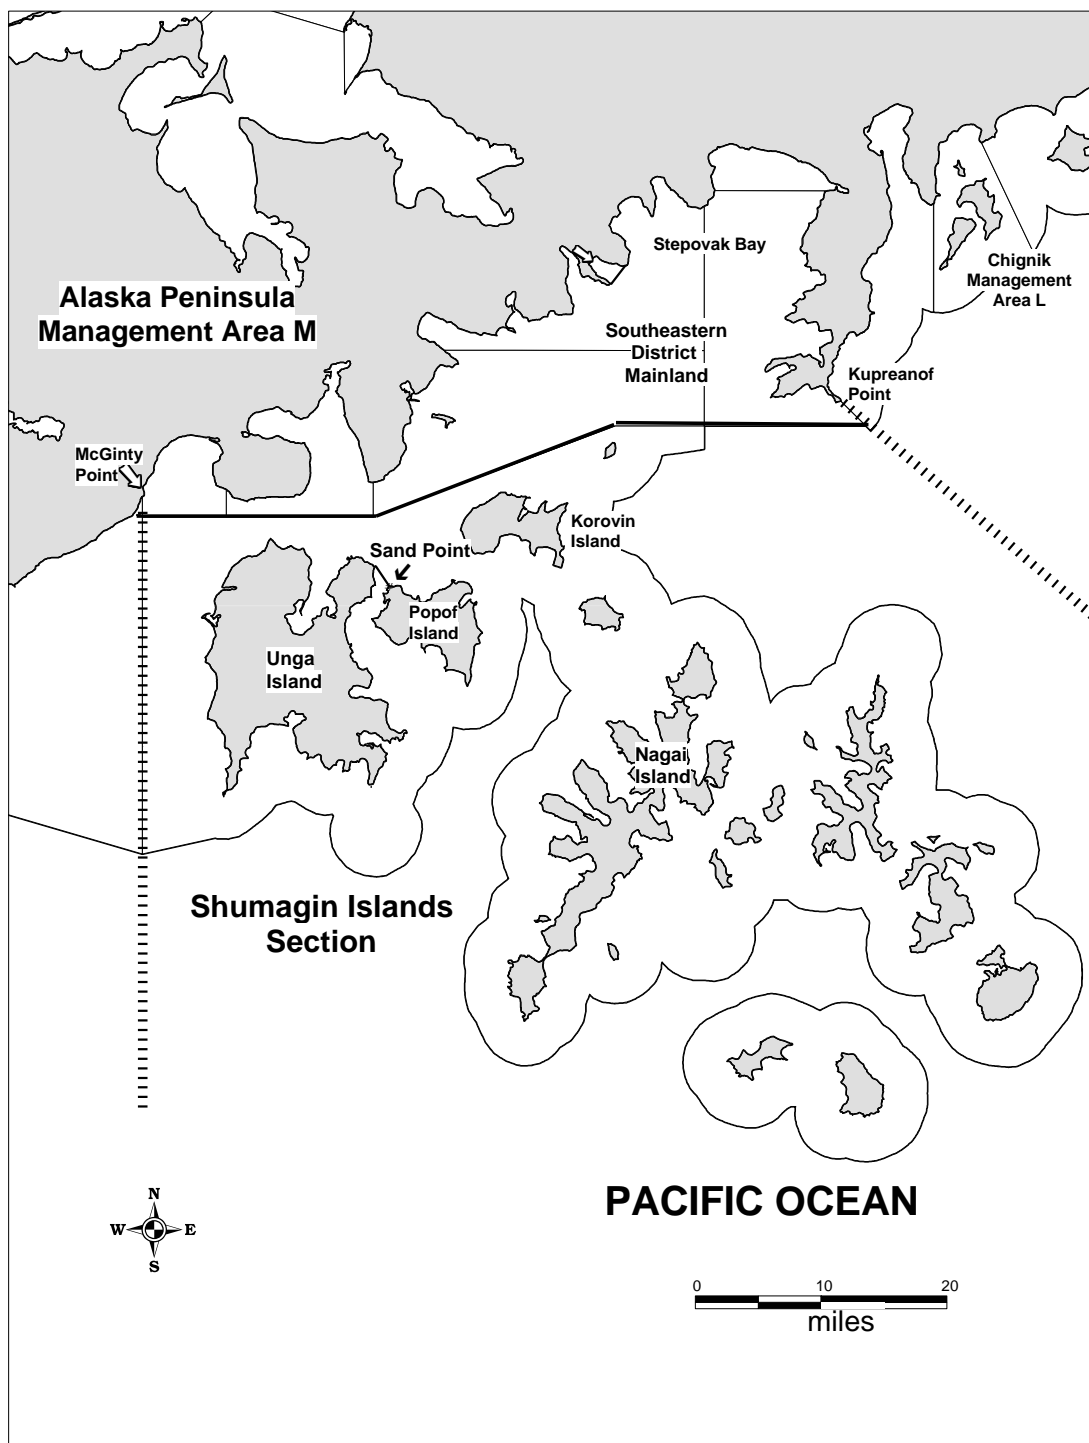 Stepovak Bay
Chignik
Management
Area L
Alaska Peninsula
Management Area M
Southeastern
District
Mainland
Kupreanof
Point
McGinty
Point
Korovin
Island
Sand Point
Popof
Island
Unga
Island
Nagai
Island
Shumagin Islands
Section
PACIFIC OCEAN
N
W E
S
0 10 20
miles